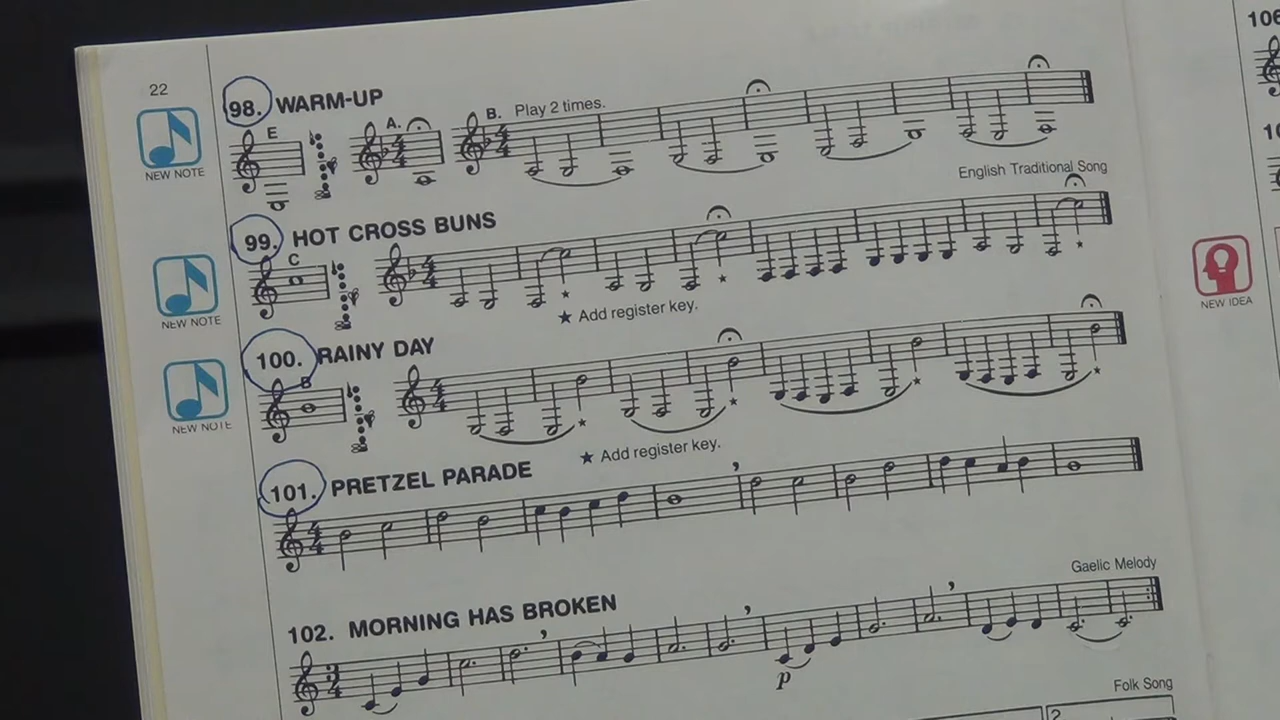 22
98. WARM-UP
E
A.
B. Play 2 times.
NEW NOTE
English Traditional Song
99. HOT CROSS BUNS
C
NEW NOTE
★ Add register key.
100. RAINY DAY
B
NEW NOTE
★ Add register key.
101. PRETZEL PARADE
Gaelic Melody
102. MORNING HAS BROKEN
p
Folk Song
2
106
NEW IDEA